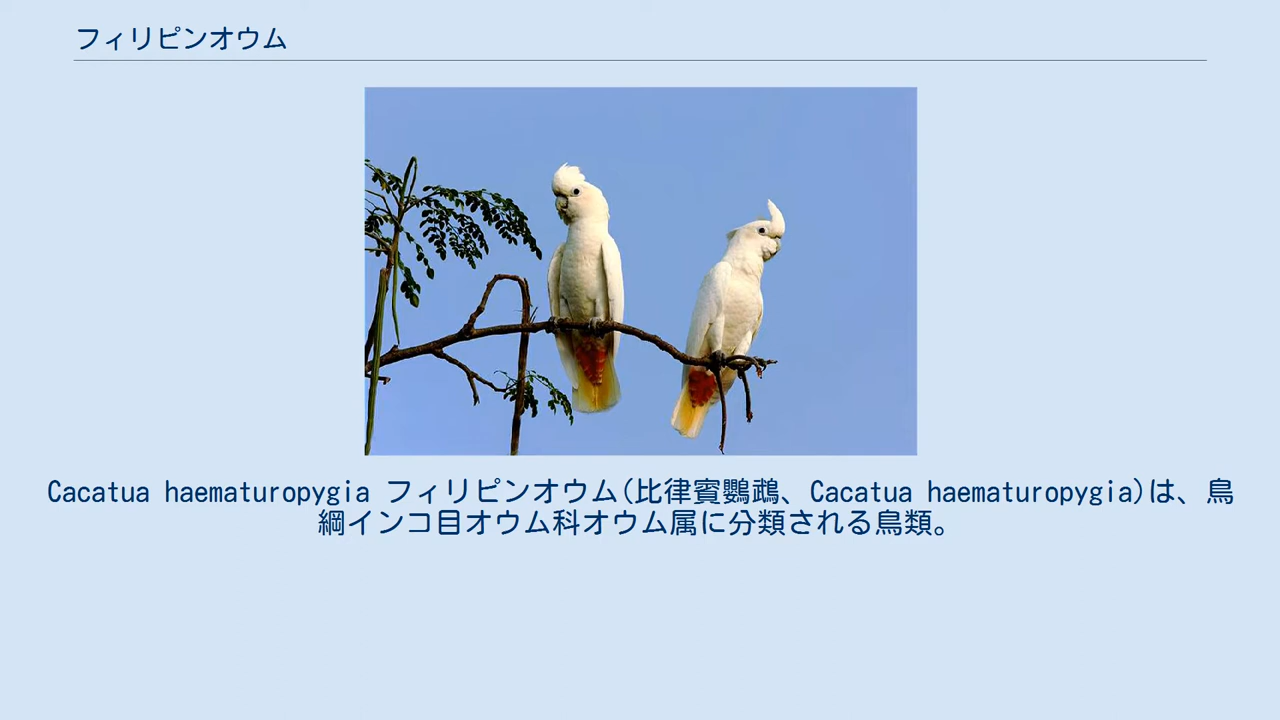 フィリピンオウム
Cacatua haematuropygia フィリピンオウム(比律賓鸚鵡、Cacatua haematuropygia)は、鳥
綱インコ目オウム科オウム属に分類される鳥類。